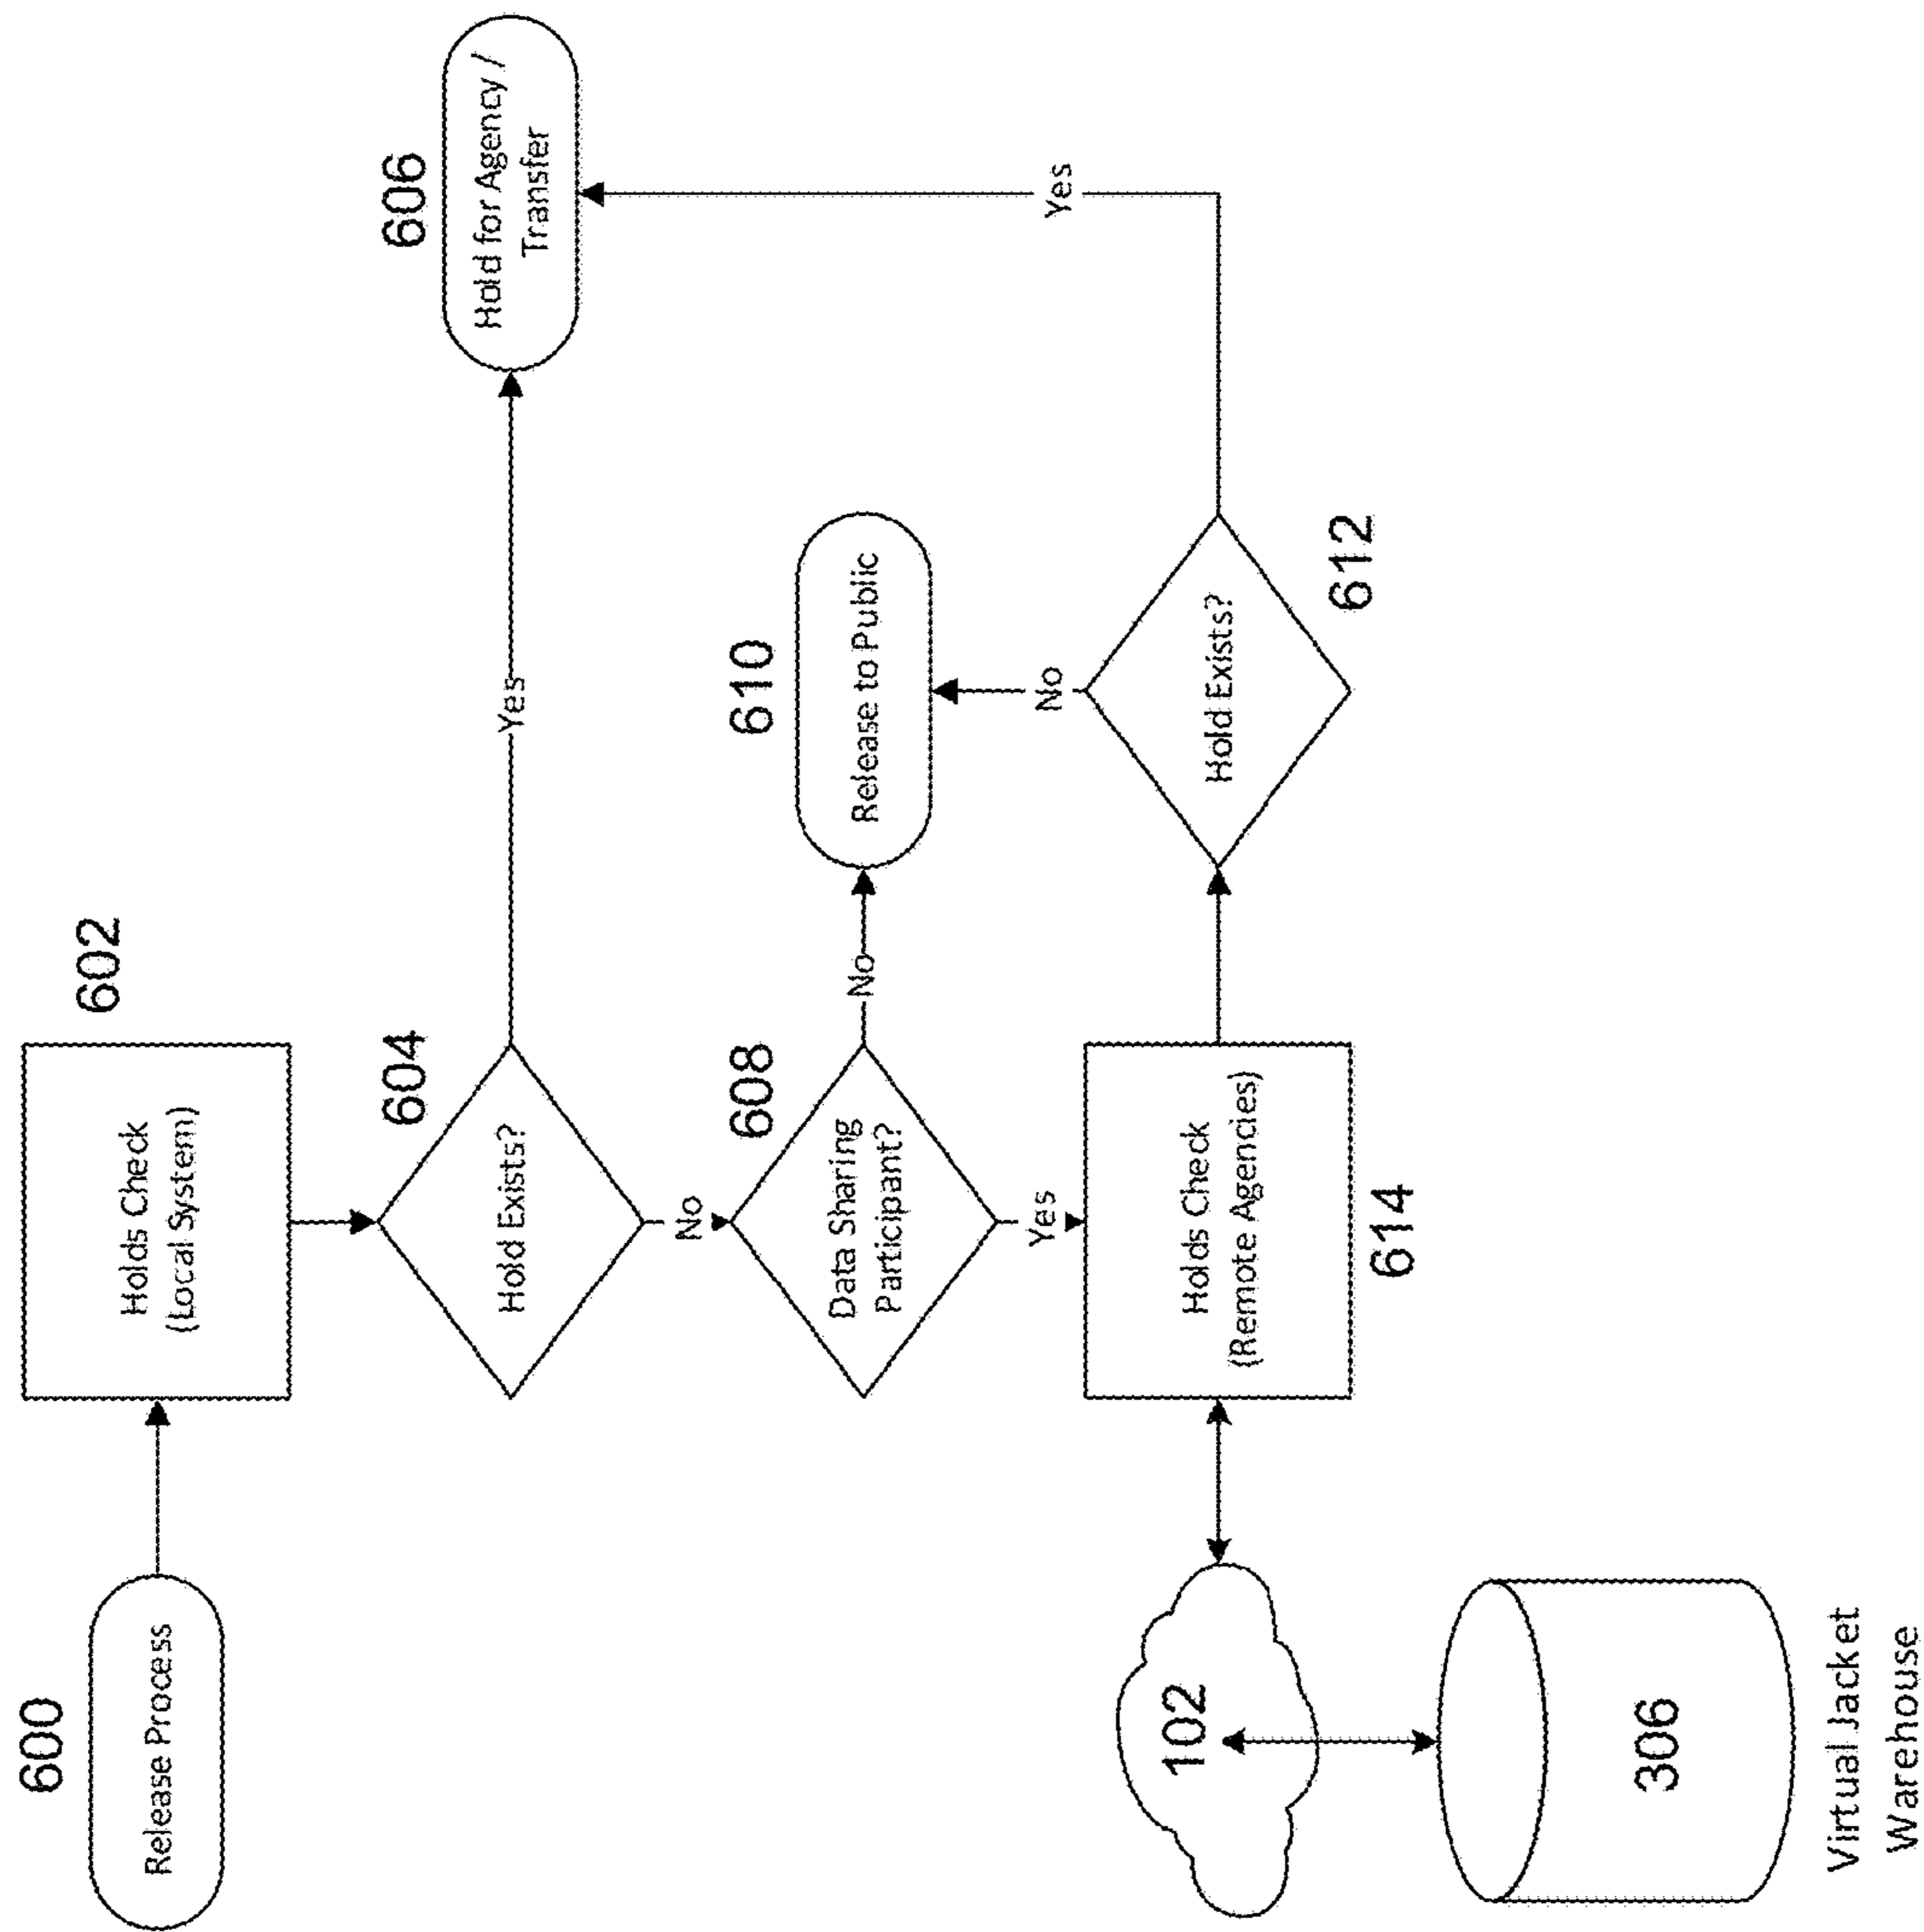 600
Release Process
602
Holds Check
(Local System)
604
Hold Exists?
Yes
606
Hold for Agency /
Transfer
No
608
Data Sharing
Participant?
No
610
Release to Public
Yes
Holds Check
(Remote Agencies)
614
Hold Exists?
612
No
Yes
102
306
Virtual Jacket
Warehouse